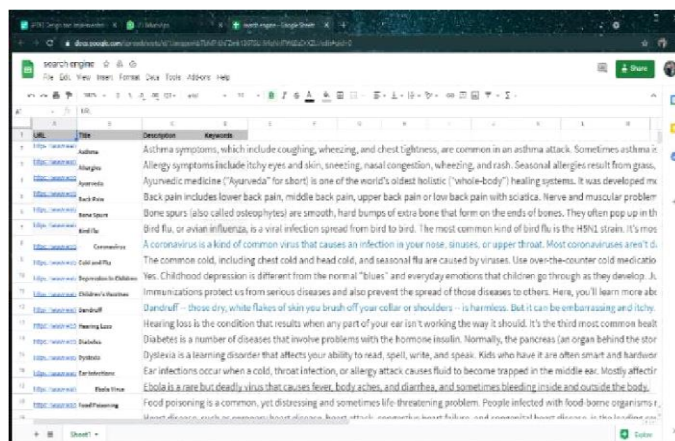 WhatsApp
search engine - Google Sheets
search engine
File Edit View Insert Format Data Tools Add-ons Help
Share
URL
URL Title Description Keywords
Asthma Asthma symptoms, which include coughing, wheezing, and chest tightness, are common in an asthma attack. Sometimes asthma is
Allergies Allergy symptoms include itchy eyes and skin, sneezing, nasal congestion, wheezing, and rash. Seasonal allergies result from grass,
Ayurveda Ayurvedic medicine ("Ayurveda" for short) is one of the world's oldest holistic ("whole-body") healing systems. It was developed mo
Back Pain Back pain includes lower back pain, middle back pain, upper back pain or low back pain with sciatica. Nerve and muscular problem
Bone Spurs Bone spurs (also called osteophytes) are smooth, hard bumps of extra bone that form on the ends of bones. They often pop up in th
Bird flu Bird flu, or avian influenza, is a viral infection spread from bird to bird. The most common kind of bird flu is the H5N1 strain. It's mos
Coronavirus A coronavirus is a kind of common virus that causes an infection in your nose, sinuses, or upper throat. Most coronaviruses aren't da
Cold and Flu The common cold, including chest cold and head cold, and seasonal flu are caused by viruses. Use over-the-counter cold medicatio
Depression In Children Yes. Childhood depression is different from the normal "blues" and everyday emotions that children go through as they develop. Ju
Children's Vaccines Immunizations protect us from serious diseases and also prevent the spread of those diseases to others. Here, you'll learn more abo
Dandruff Dandruff -- those dry, white flakes of skin you brush off your collar or shoulders -- is harmless. But it can be embarrassing and itchy.
Hearing Loss Hearing loss is the condition that results when any part of your ear isn't working the way it should. It's the third most common healt
Diabetes Diabetes is a number of diseases that involve problems with the hormone insulin. Normally, the pancreas (an organ behind the stor
Dyslexia Dyslexia is a learning disorder that affects your ability to read, spell, write, and speak. Kids who have it are often smart and hardwor
Ear Infections Ear infections occur when a cold, throat infection, or allergy attack causes fluid to become trapped in the middle ear. Mostly affectin
Ebola Virus Ebola is a rare but deadly virus that causes fever, body aches, and diarrhea, and sometimes bleeding inside and outside the body.
Food Poisoning Food poisoning is a common, yet distressing and sometimes life-threatening problem. People infected with food-borne organisms r
Sheet1
Explore